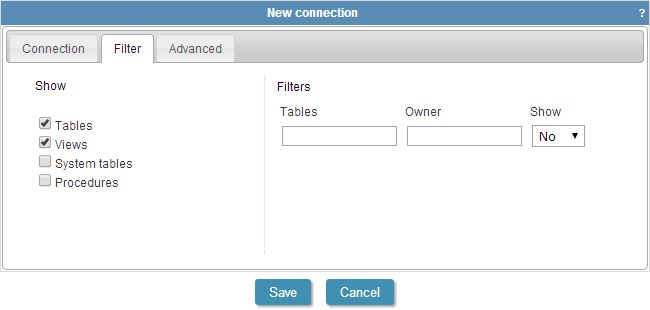 New connection ?
Connection Filter Advanced
Show
Filters
Tables Owner Show
Tables
No
Views
System tables
Procedures
Save Cancel